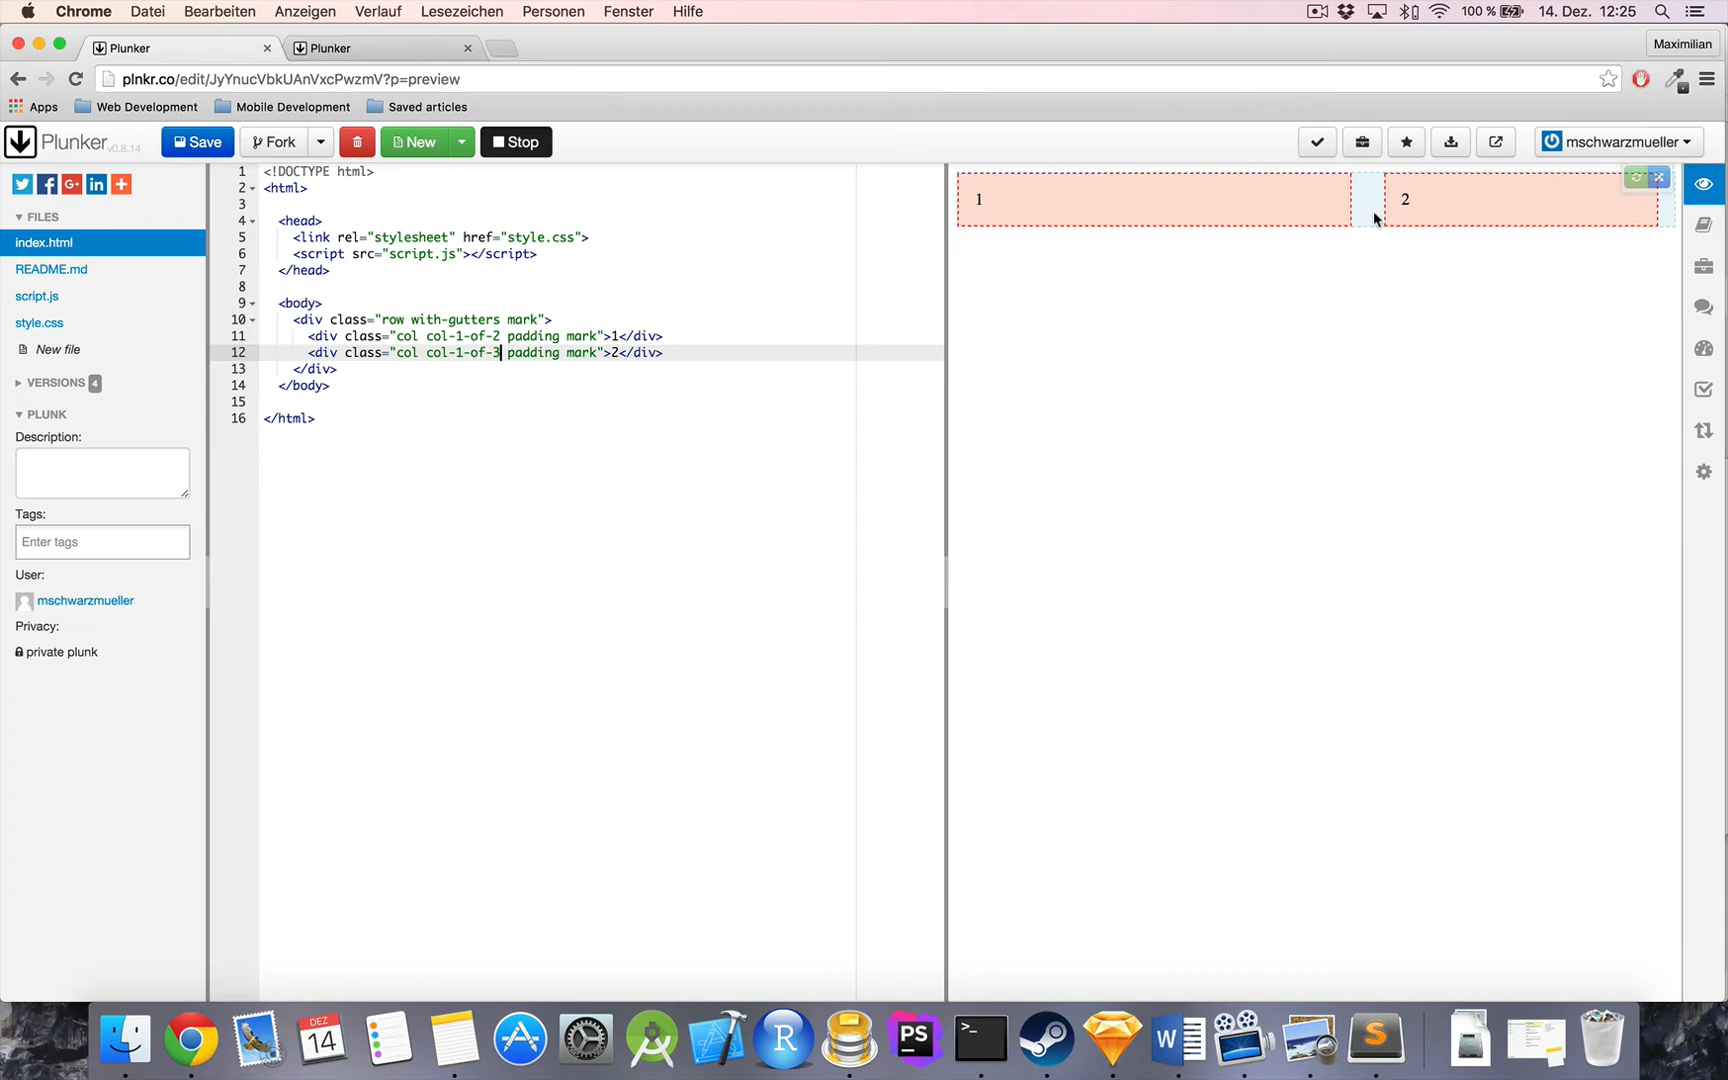 Chrome Datei Bearbeiten Anzeigen Verlauf Lesezeichen Personen Fenster Hilfe 100 % 14. Dez. 12:25
Plunker Plunker Maximilian
plnkr.co/edit/JyYnucVbkUAnVxcPwzmV?p=preview
Apps Web Development Mobile Development Saved articles
Plunker v0.8.14 Save Fork New Stop mschwarzmueller
FILES
index.html
README.md
script.js
style.css
New file
VERSIONS 4
PLUNK
Description:
Tags:
Enter tags
User:
mschwarzmueller
Privacy:
private plunk
1 <!DOCTYPE html>
2 <html>
3
4 <head>
5 <link rel="stylesheet" href="style.css">
6 <script src="script.js"></script>
7 </head>
8
9 <body>
10 <div class="row with-gutters mark">
11 <div class="col col-1-of-2 padding mark">1</div>
12 <div class="col col-1-of-3 padding mark">2</div>
13 </div>
14 </body>
15
16 </html>
1 2
DEZ
14
R
PS
>_
W
S